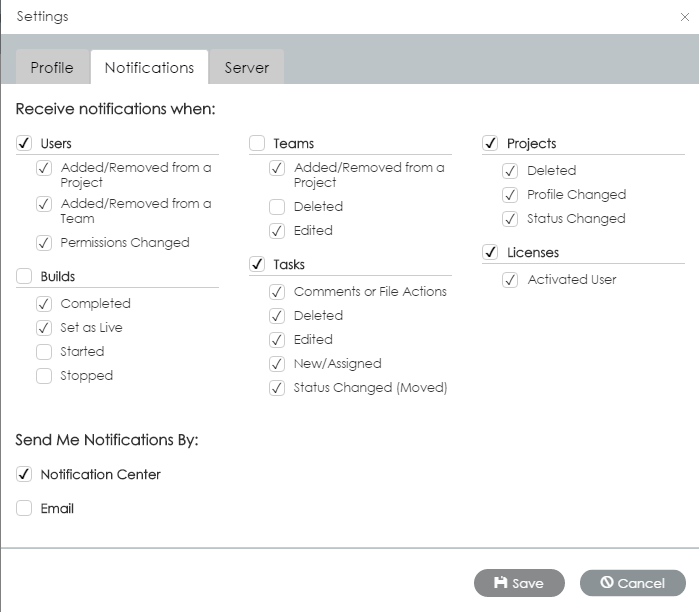 Settings
Profile
Notifications
Server
Receive notifications when:
Users
Added/Removed from a
Project
Added/Removed from a
Team
Permissions Changed
Builds
Completed
Set as Live
Started
Stopped
Teams
Added/Removed from a
Project
Deleted
Edited
Tasks
Comments or File Actions
Deleted
Edited
New/Assigned
Status Changed (Moved)
Projects
Deleted
Profile Changed
Status Changed
Licenses
Activated User
Send Me Notifications By:
Notification Center
Email
Save
Cancel